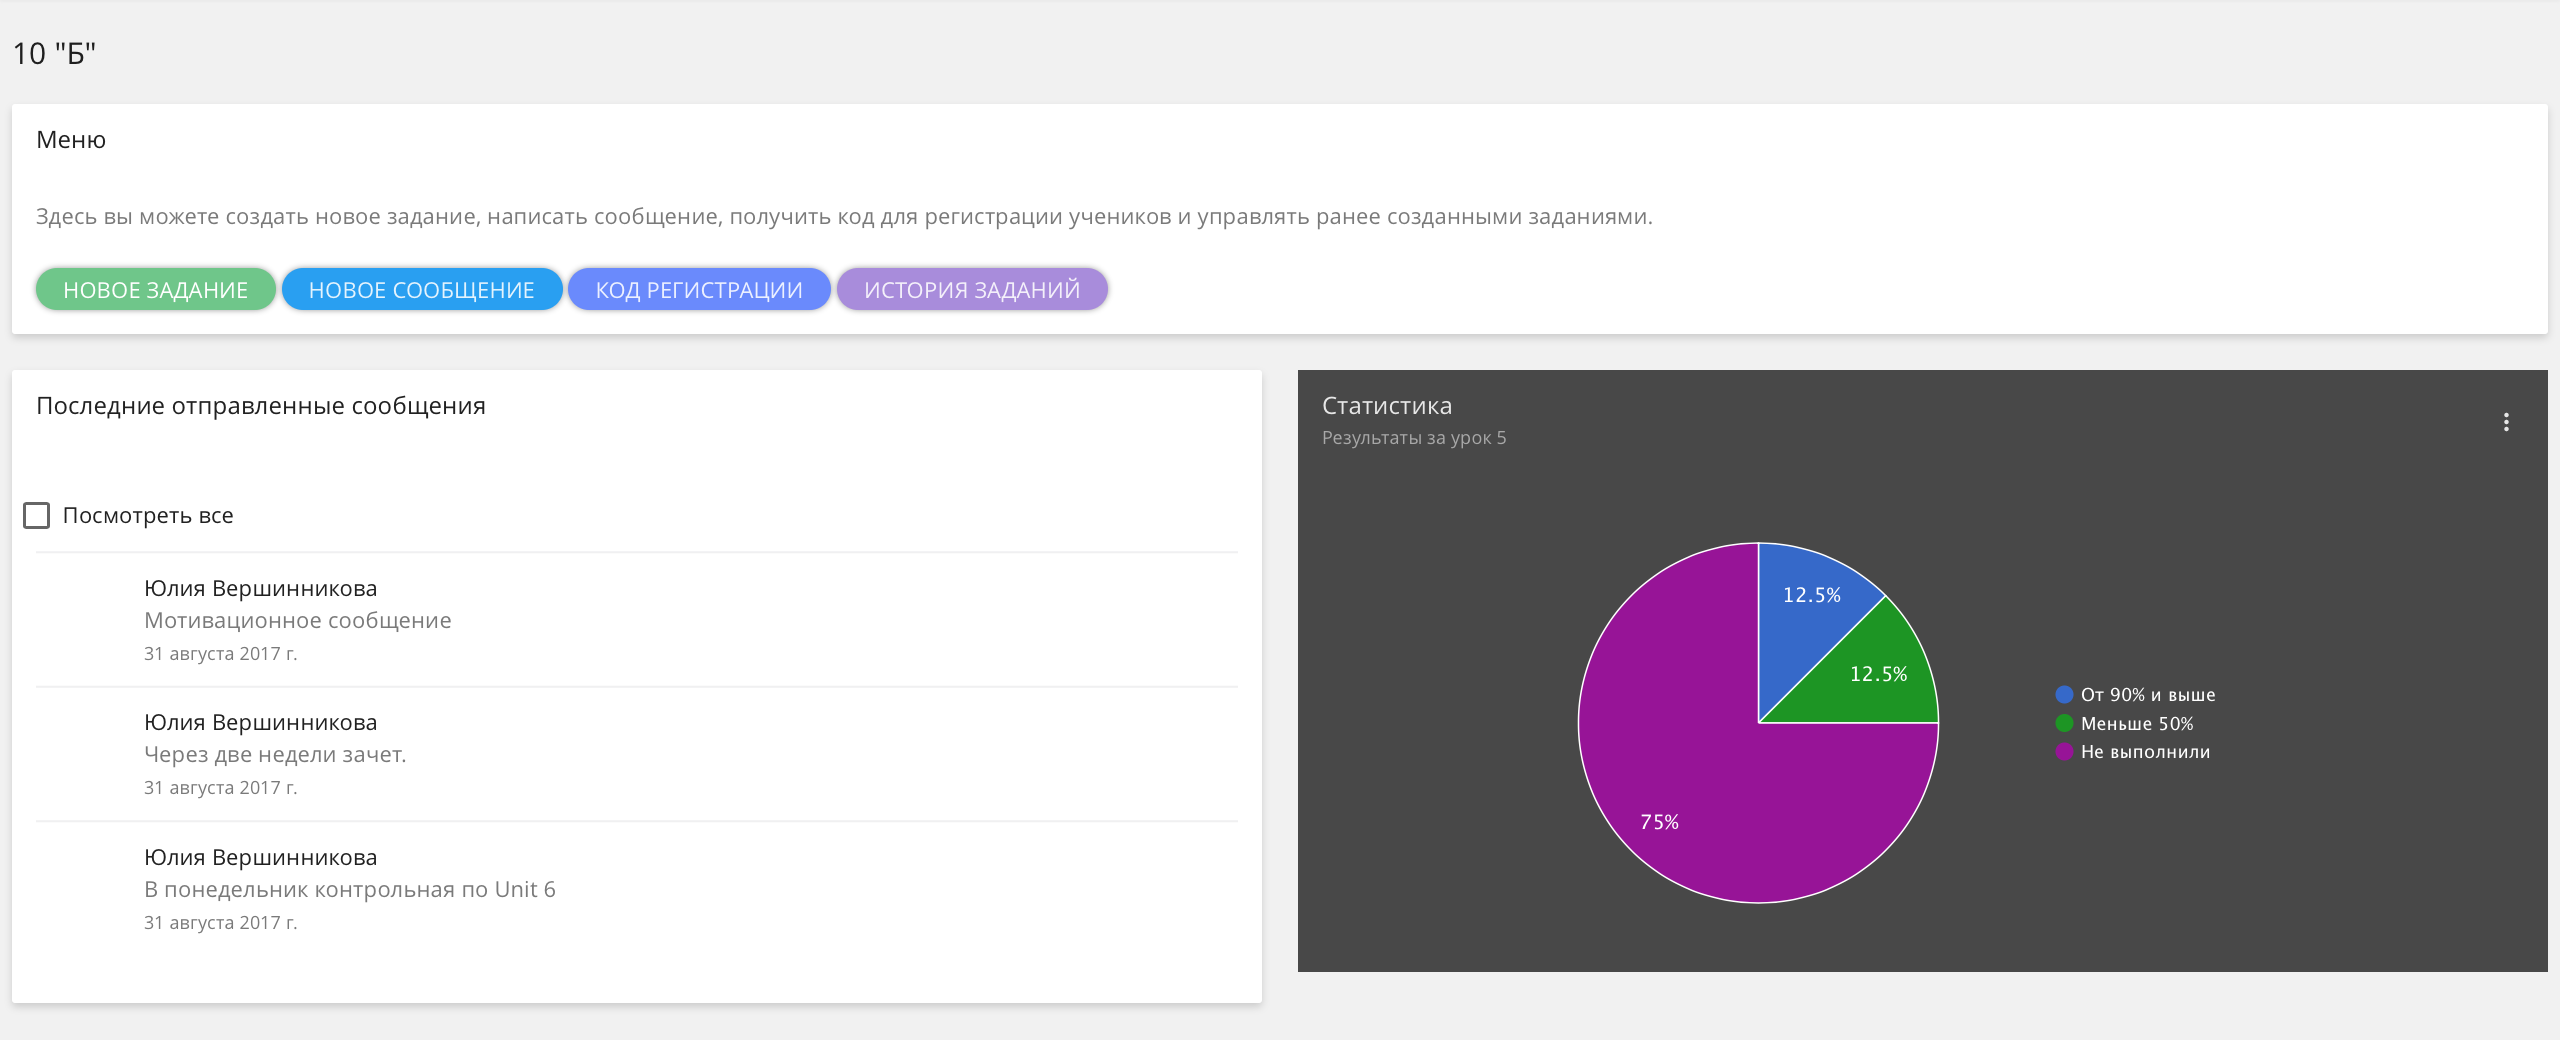 10 "Б"
Меню
Здесь вы можете создать новое задание, написать сообщение, получить код для регистрации учеников и управлять ранее созданными заданиями.
НОВОЕ ЗАДАНИЕ НОВОЕ СООБЩЕНИЕ КОД РЕГИСТРАЦИИ ИСТОРИЯ ЗАДАНИЙ
Последние отправленные сообщения
Посмотреть все
Юлия Вершинникова
Мотивационное сообщение
31 августа 2017 г.
Юлия Вершинникова
Через две недели зачет.
31 августа 2017 г.
Юлия Вершинникова
В понедельник контрольная по Unit 6
31 августа 2017 г.
Статистика
Результаты за урок 5
12.5%
12.5%
75%
От 90% и выше
Меньше 50%
Не выполнили